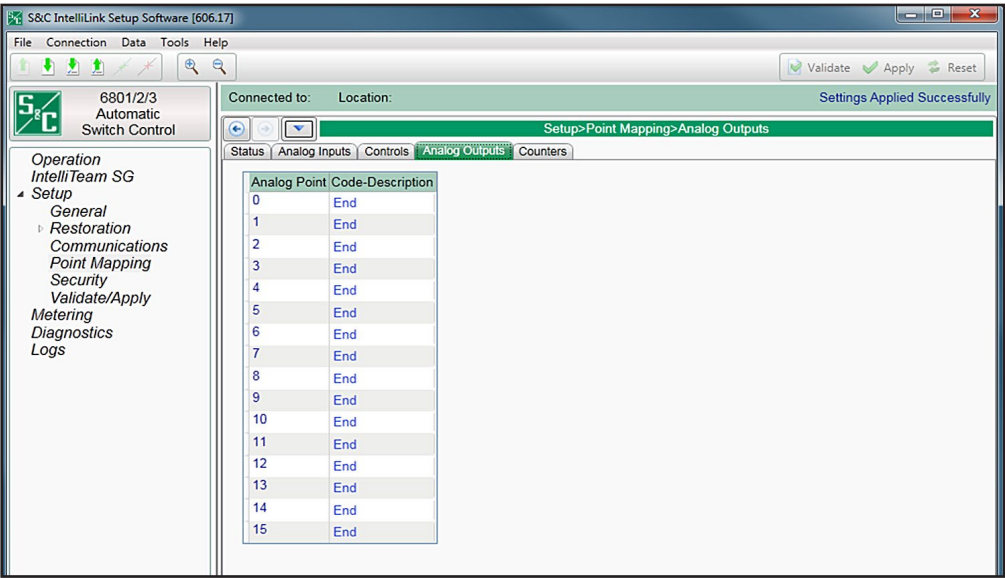 S&C IntelliLink Setup Software [606.17]
File Connection Data Tools Help
Validate Apply Reset
S&C
6801/2/3
Automatic
Switch Control
Connected to: Location: Settings Applied Successfully
Setup>Point Mapping>Analog Outputs
Status Analog Inputs Controls Analog Outputs Counters
Operation
IntelliTeam SG
Setup
General
Restoration
Communications
Point Mapping
Security
Validate/Apply
Metering
Diagnostics
Logs
Analog Point Code-Description
0 End
1 End
2 End
3 End
4 End
5 End
6 End
7 End
8 End
9 End
10 End
11 End
12 End
13 End
14 End
15 End